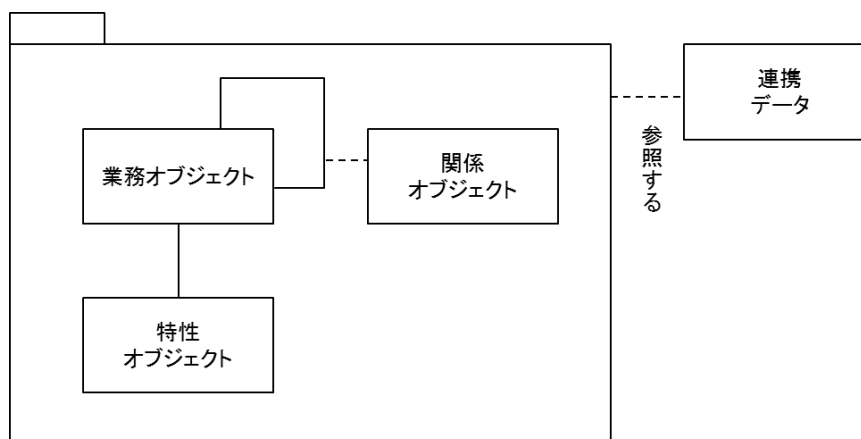 連携
データ
業務オブジェクト
関係
オブジェクト
参照する
特性
オブジェクト